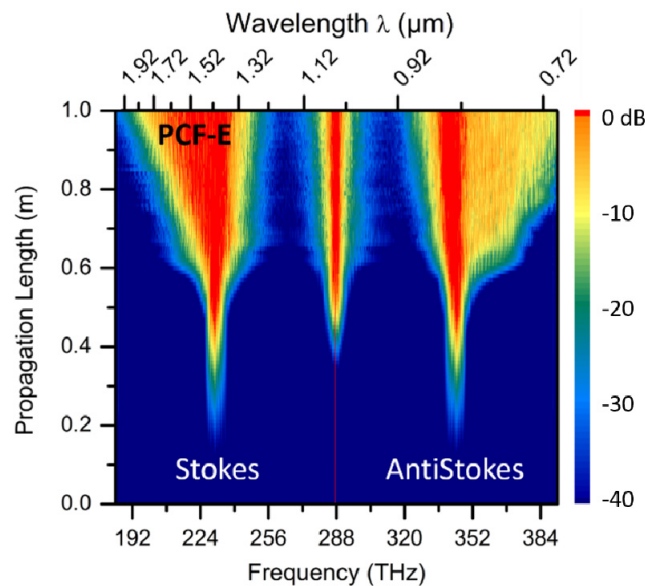 Wavelength λ (µm)
1.92 1.72 1.52 1.32 1.12 0.92 0.72
1.0
0.8
0.6
0.4
0.2
0.0
Propagation Length (m)
PCF-E
Stokes
AntiStokes
0 dB
-10
-20
-30
-40
192 224 256 288 320 352 384
Frequency (THz)